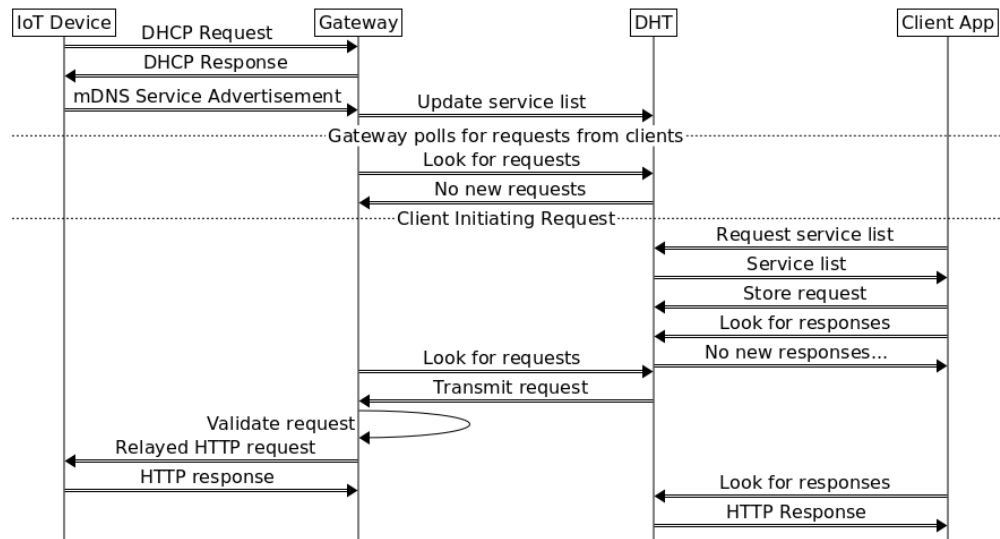 IoT Device
Gateway
DHT
Client App
DHCP Request
DHCP Response
mDNS Service Advertisement
Update service list
Gateway polls for requests from clients
Look for requests
No new requests
Client Initiating Request
Request service list
Service list
Store request
Look for responses
No new responses...
Look for requests
Transmit request
Validate request
Relayed HTTP request
HTTP response
Look for responses
HTTP Response